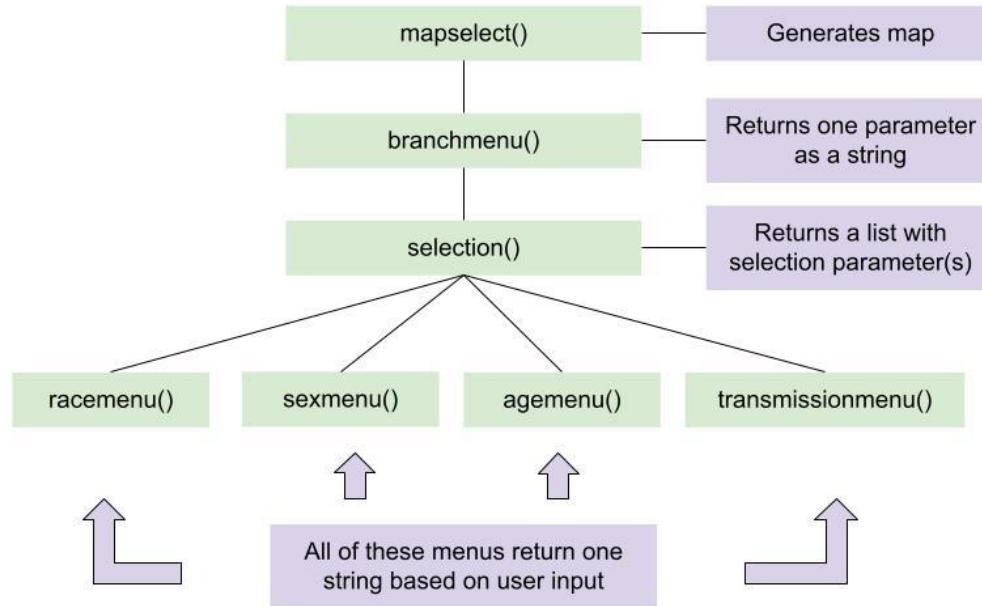 mapselect()
Generates map
branchmenu()
Returns one parameter
as a string
selection()
Returns a list with
selection parameter(s)
racemenu()
sexmenu()
agemenu()
transmissionmenu()
All of these menus return one
string based on user input